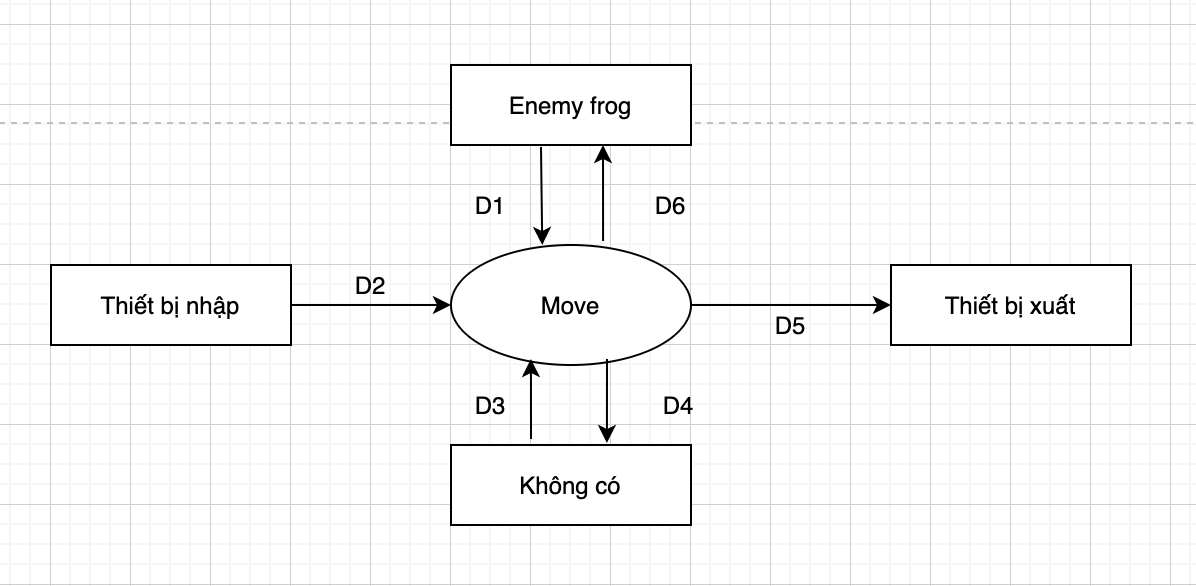 Enemy frog
D1
D6
Thiết bị nhập
D2
Move
D5
Thiết bị xuất
D3
D4
Không có